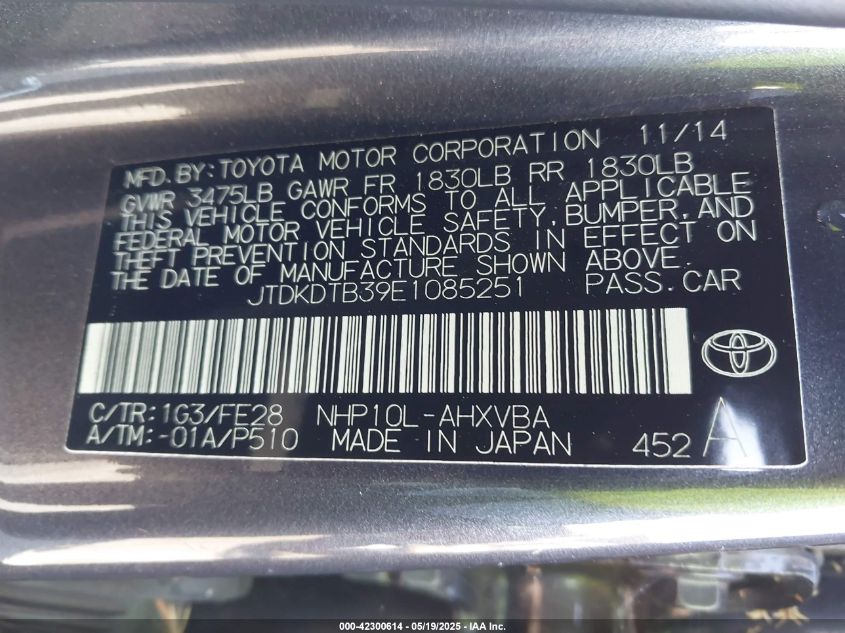 MFD.BY:TOYOTA MOTOR CORPORATION 11/14
GVWR 3475LB GAWR FR 1830LB RR 1830LB
THIS VEHICLE CONFORMS TO ALL APPLICABLE
FEDERAL MOTOR VEHICLE SAFETY,BUMPER,AND
THEFT PREVENTION STANDARDS IN EFFECT ON
THE DATE OF MANUFACTURE SHOWN ABOVE.
JTDKDTB39E1085251 PASS.CAR
C/TR:1G3/FE28 NHP10L-AHXVBA
A/TM:-01A/P510 MADE IN JAPAN 452 A
000-42300614 - 05/19/2025 - IAA Inc.